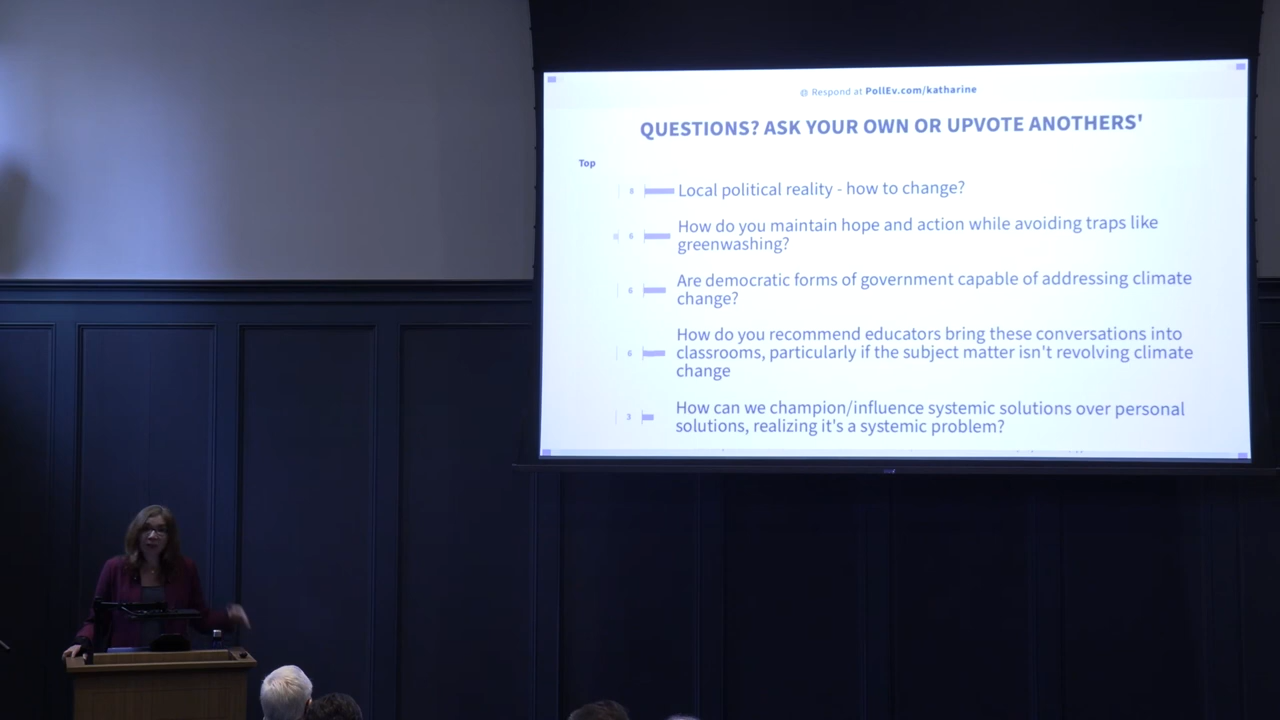 Respond at PollEv.com/katharine
QUESTIONS? ASK YOUR OWN OR UPVOTE ANOTHERS'
Top
8 Local political reality - how to change?
6 How do you maintain hope and action while avoiding traps like
greenwashing?
6 Are democratic forms of government capable of addressing climate
change?
6 How do you recommend educators bring these conversations into
classrooms, particularly if the subject matter isn't revolving climate
change
3 How can we champion/influence systemic solutions over personal
solutions, realizing it's a systemic problem?